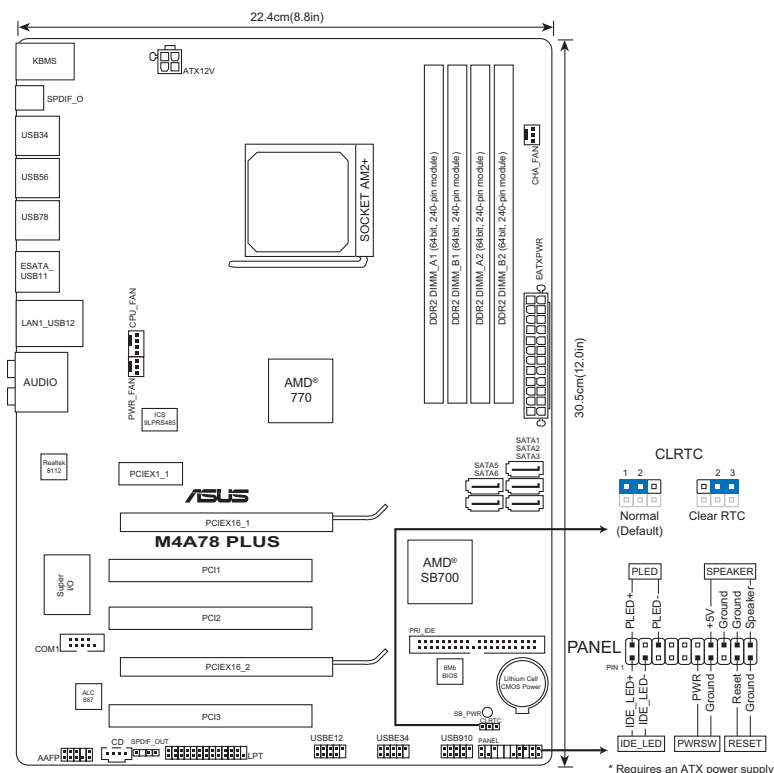 22.4cm(8.8in)
KBMS
ATX12V
SPDIF_O
USB34
CHA_FAN
USB56
SOCKET AM2+
DDR2 DIMM_A1 (64bit, 240-pin module)
DDR2 DIMM_B1 (64bit, 240-pin module)
DDR2 DIMM_A2 (64bit, 240-pin module)
DDR2 DIMM_B2 (64bit, 240-pin module)
USB78
EATXPWR
ESATA_
USB11
CPU_FAN
LAN1_USB12
30.5cm(12.0in)
AUDIO
PWR_FAN
AMD®
770
ICS
9LPRS485
SATA1
SATA2
SATA3
SATA5
SATA6
Realtek
8112
PCIEX1_1
CLRTC
1 2
2 3
Normal
(Default)
Clear RTC
ASUS
PCIEX16_1
M4A78 PLUS
AMD®
SB700
PCI1
Super
I/O
PLED
SPEAKER
PLED+
PLED-
+5V
Ground
Ground
Speaker-
PCI2
COM1
PRI_IDE
PANEL
PIN 1
PCIEX16_2
8Mb
BIOS
Lithium Cell
CMOS Power
IDE_LED+
IDE_LED-
PWR
Ground
Reset
Ground
ALC
887
PCI3
SB_PWR
CLRTC
IDE_LED
PWRSW
RESET
AAFP
CD
SPDIF_OUT
LPT
USBE12
USBE34
USB910
PANEL
* Requires an ATX power supply